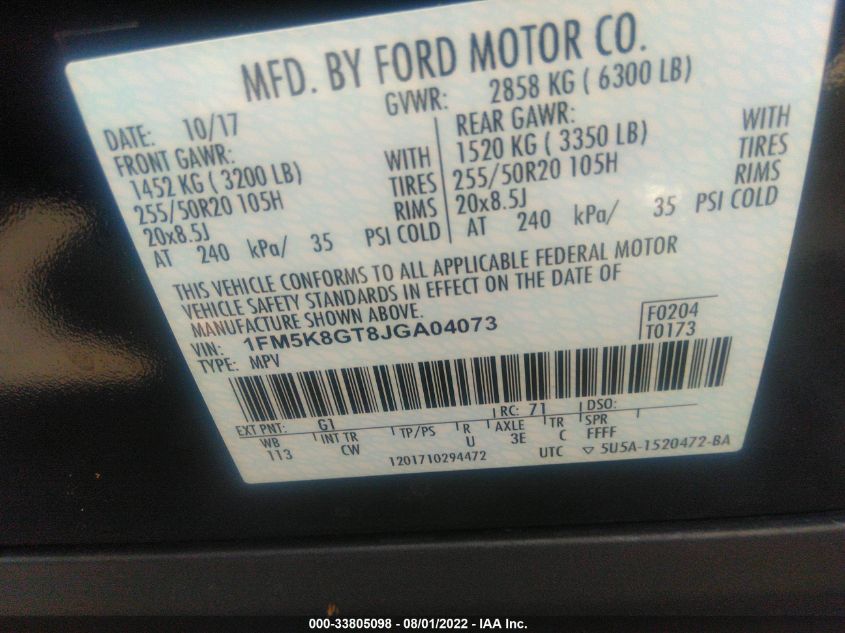 MFD. BY FORD MOTOR CO.
DATE: 10/17 GVWR: 2858 KG ( 6300 LB)
FRONT GAWR: REAR GAWR:
1452 KG ( 3200 LB) WITH 1520 KG ( 3350 LB) WITH
255/50R20 105H TIRES 255/50R20 105H TIRES
20x8.5J RIMS 20x8.5J RIMS
AT 240 kPa/ 35 PSI COLD AT 240 kPa/ 35 PSI COLD
THIS VEHICLE CONFORMS TO ALL APPLICABLE FEDERAL MOTOR
VEHICLE SAFETY STANDARDS IN EFFECT ON THE DATE OF
MANUFACTURE SHOWN ABOVE.
VIN: 1FM5K8GT8JGA04073 F0204
TYPE: MPV T0173
EXT PNT: G1 RC: 71 DSO:
WB INT TR TP/PS R AXLE TR SPR
113 CW U 3E C FFFF
1201710294472 UTC ▽ 5U5A-1520472-BA
000-33805098 - 08/01/2022 - IAA Inc.